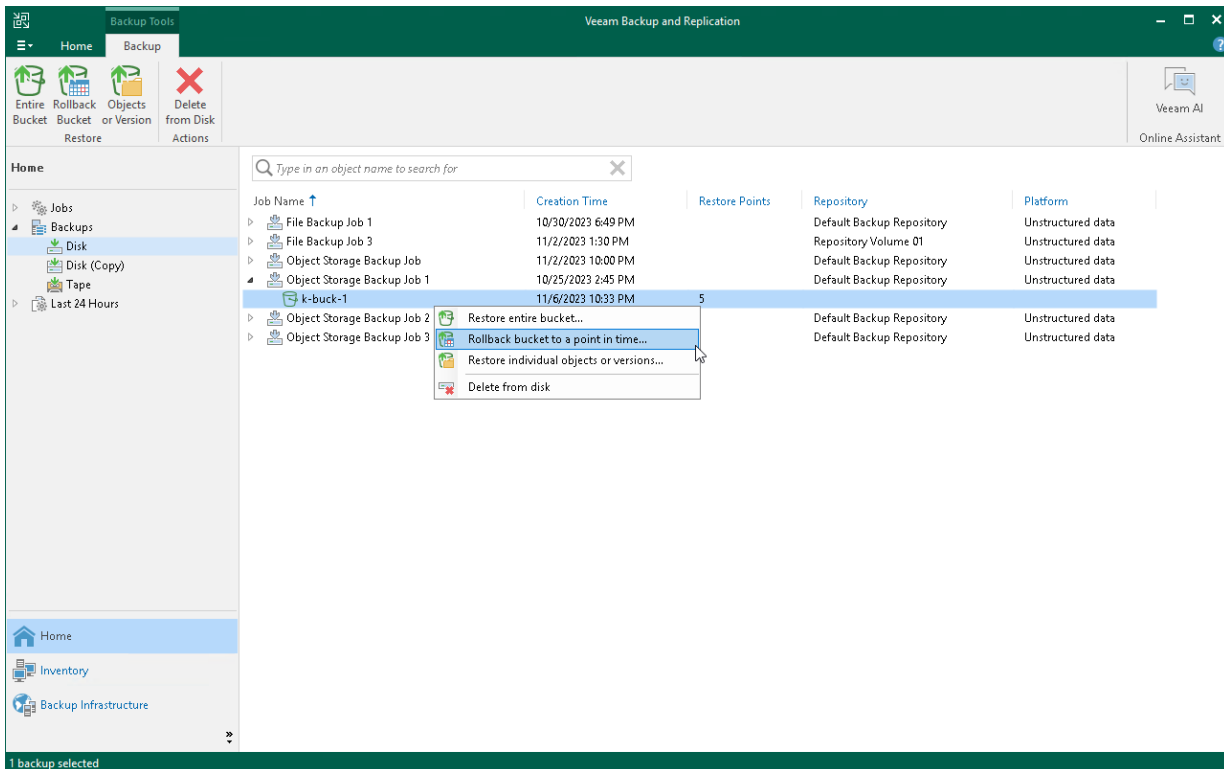 Backup Tools
Veeam Backup and Replication
Home Backup
Entire Bucket
Rollback Bucket
Objects or Version
Delete from Disk
Restore
Actions
Veeam AI
Online Assistant
Home
Jobs
Backups
Disk
Disk (Copy)
Tape
Last 24 Hours
Type in an object name to search for
Job Name Creation Time Restore Points Repository Platform
File Backup Job 1 10/30/2023 6:49 PM Default Backup Repository Unstructured data
File Backup Job 3 11/2/2023 1:30 PM Repository Volume 01 Unstructured data
Object Storage Backup Job 11/2/2023 10:00 PM Default Backup Repository Unstructured data
Object Storage Backup Job 1 10/25/2023 2:45 PM Default Backup Repository Unstructured data
k-buck-1 11/6/2023 10:33 PM 5
Object Storage Backup Job 2 Default Backup Repository Unstructured data
Object Storage Backup Job 3 Default Backup Repository Unstructured data
Restore entire bucket...
Rollback bucket to a point in time...
Restore individual objects or versions...
Delete from disk
Home
Inventory
Backup Infrastructure
1 backup selected